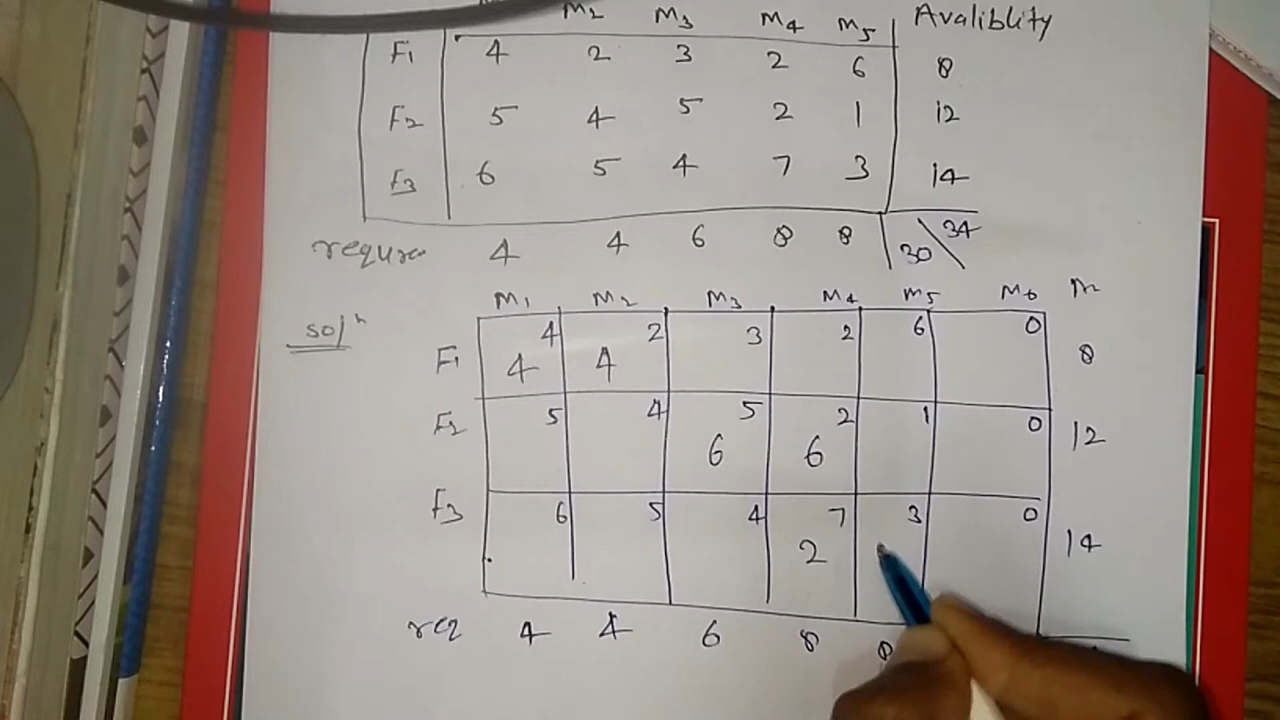 M2 M3 M4 M5 Avaliblity
F1 4 2 3 2 6 8
F2 5 4 5 2 1 12
F3 6 5 4 7 3 14
4 4 6 8 8 30 34
M1 M2 M3 M4 M5 M6
sol^n
4 2 3 2 6 0
F1 4 4 8
5 4 5 2 1 0
F2 6 6 12
F3 6 5 4 7 3 0
2 14
req 4 4 6 8 8